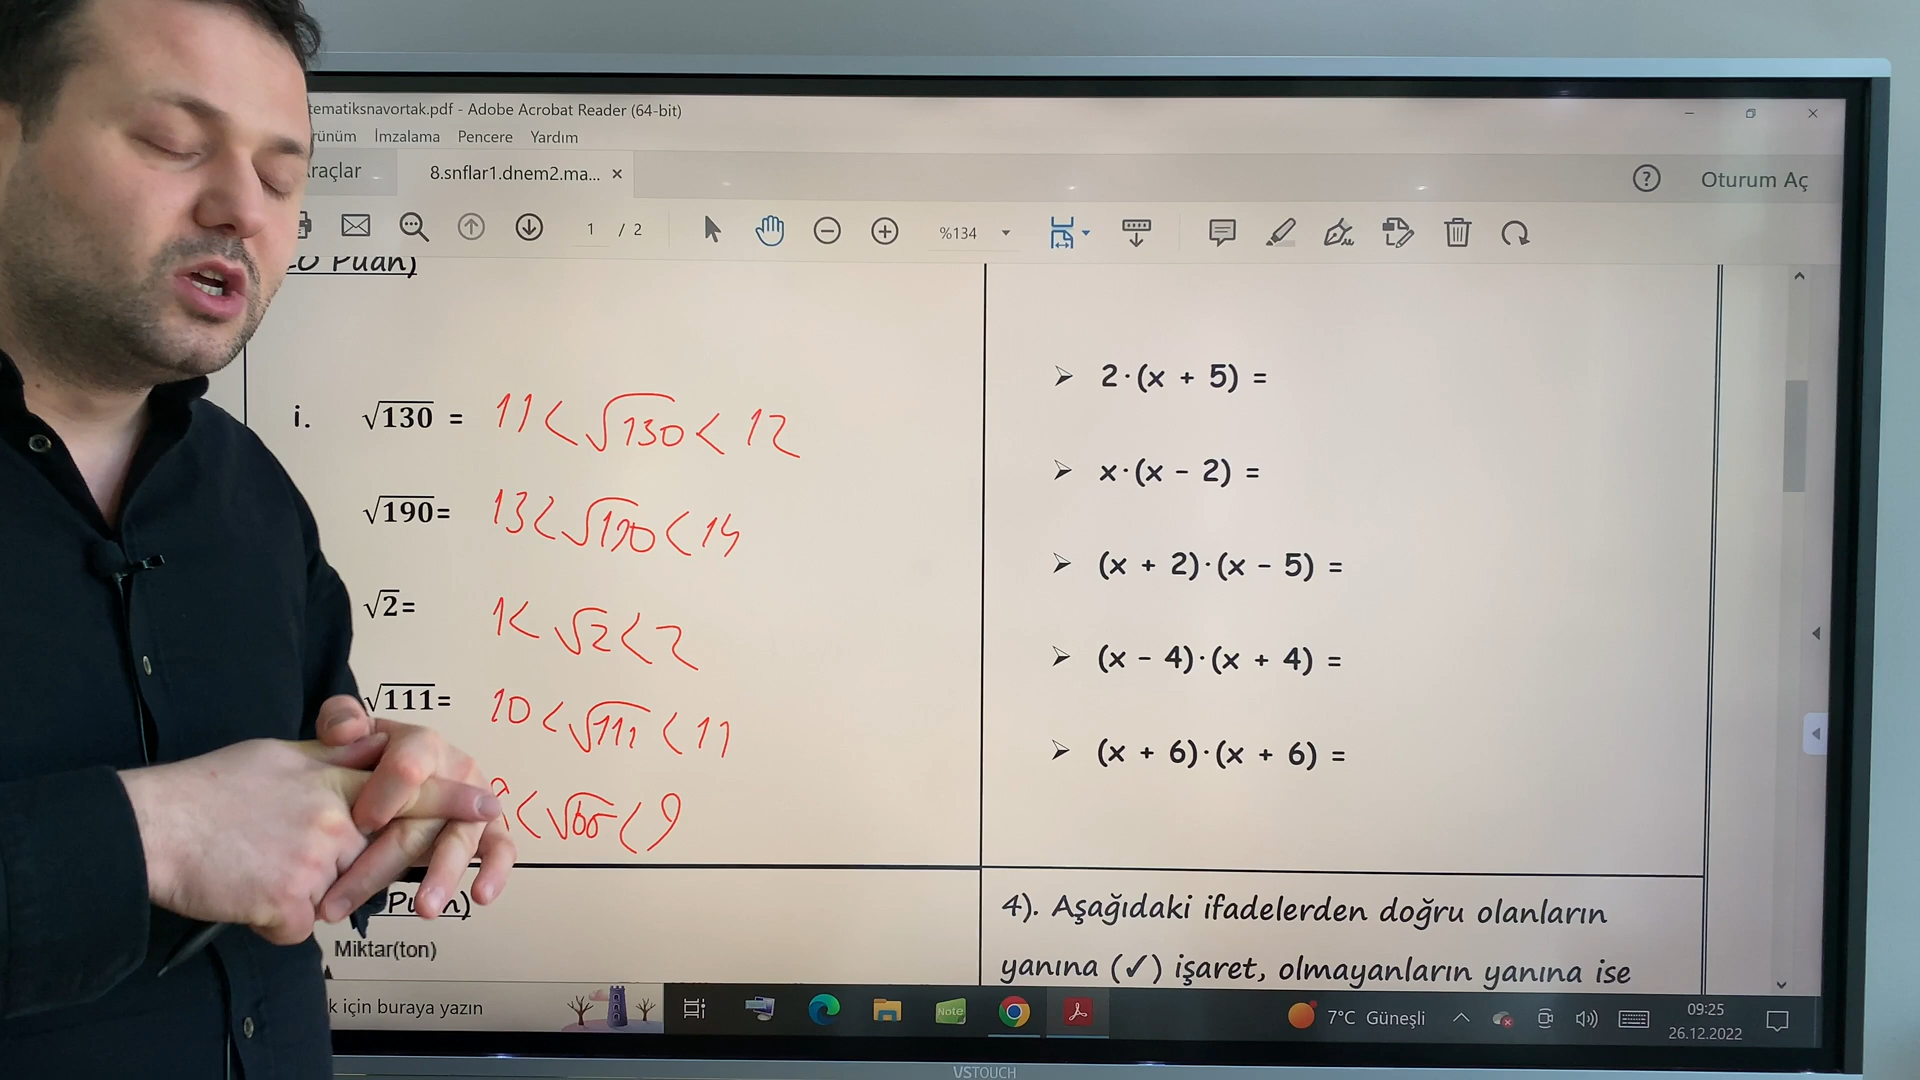 tematiksnavortak.pdf - Adobe Acrobat Reader (64-bit)
rünüm İmzalama Pencere Yardım
raçlar 8.snflar1.dnem2.ma... × ? Oturum Aç
1 / 2 %134
Puan)
i. √130 = 11 < √130 < 12
√190= 13 < √190 < 14
√2= 1 < √2 < 2
√111= 10 < √111 < 11
< 9
➢ 2·(x + 5) =
➢ x·(x - 2) =
➢ (x + 2)·(x - 5) =
➢ (x - 4)·(x + 4) =
➢ (x + 6)·(x + 6) =
Miktar(ton)
4). Aşağıdaki ifadelerden doğru olanların
yanına (✓) işaret, olmayanların yanına ise
k için buraya yazın Note 7°C Güneşli 09:25
26.12.2022
VSTOUCH